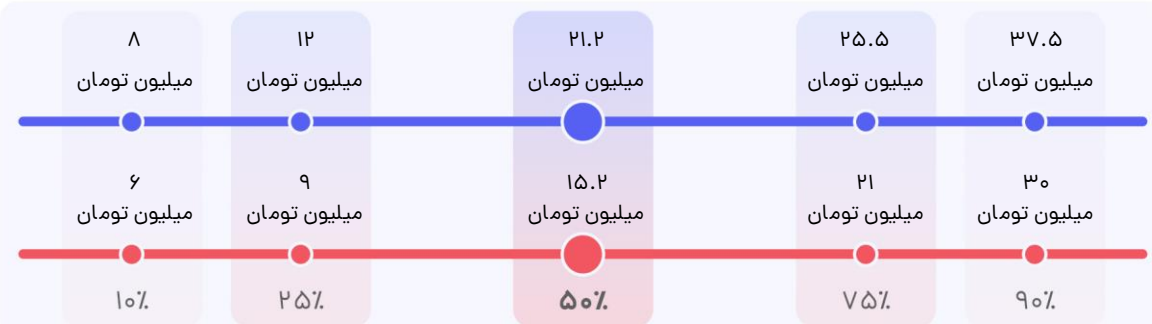 ۸ ۱۲ ۲۱.۲ ۲۵.۵ ۳۷.۵
میلیون تومان میلیون تومان میلیون تومان میلیون تومان میلیون تومان
۶ ۹ ۱۵.۲ ۲۱ ۳۰
میلیون تومان میلیون تومان میلیون تومان میلیون تومان میلیون تومان
۱۰٪ ۲۵٪ ۵۰٪ ۷۵٪ ۹۰٪